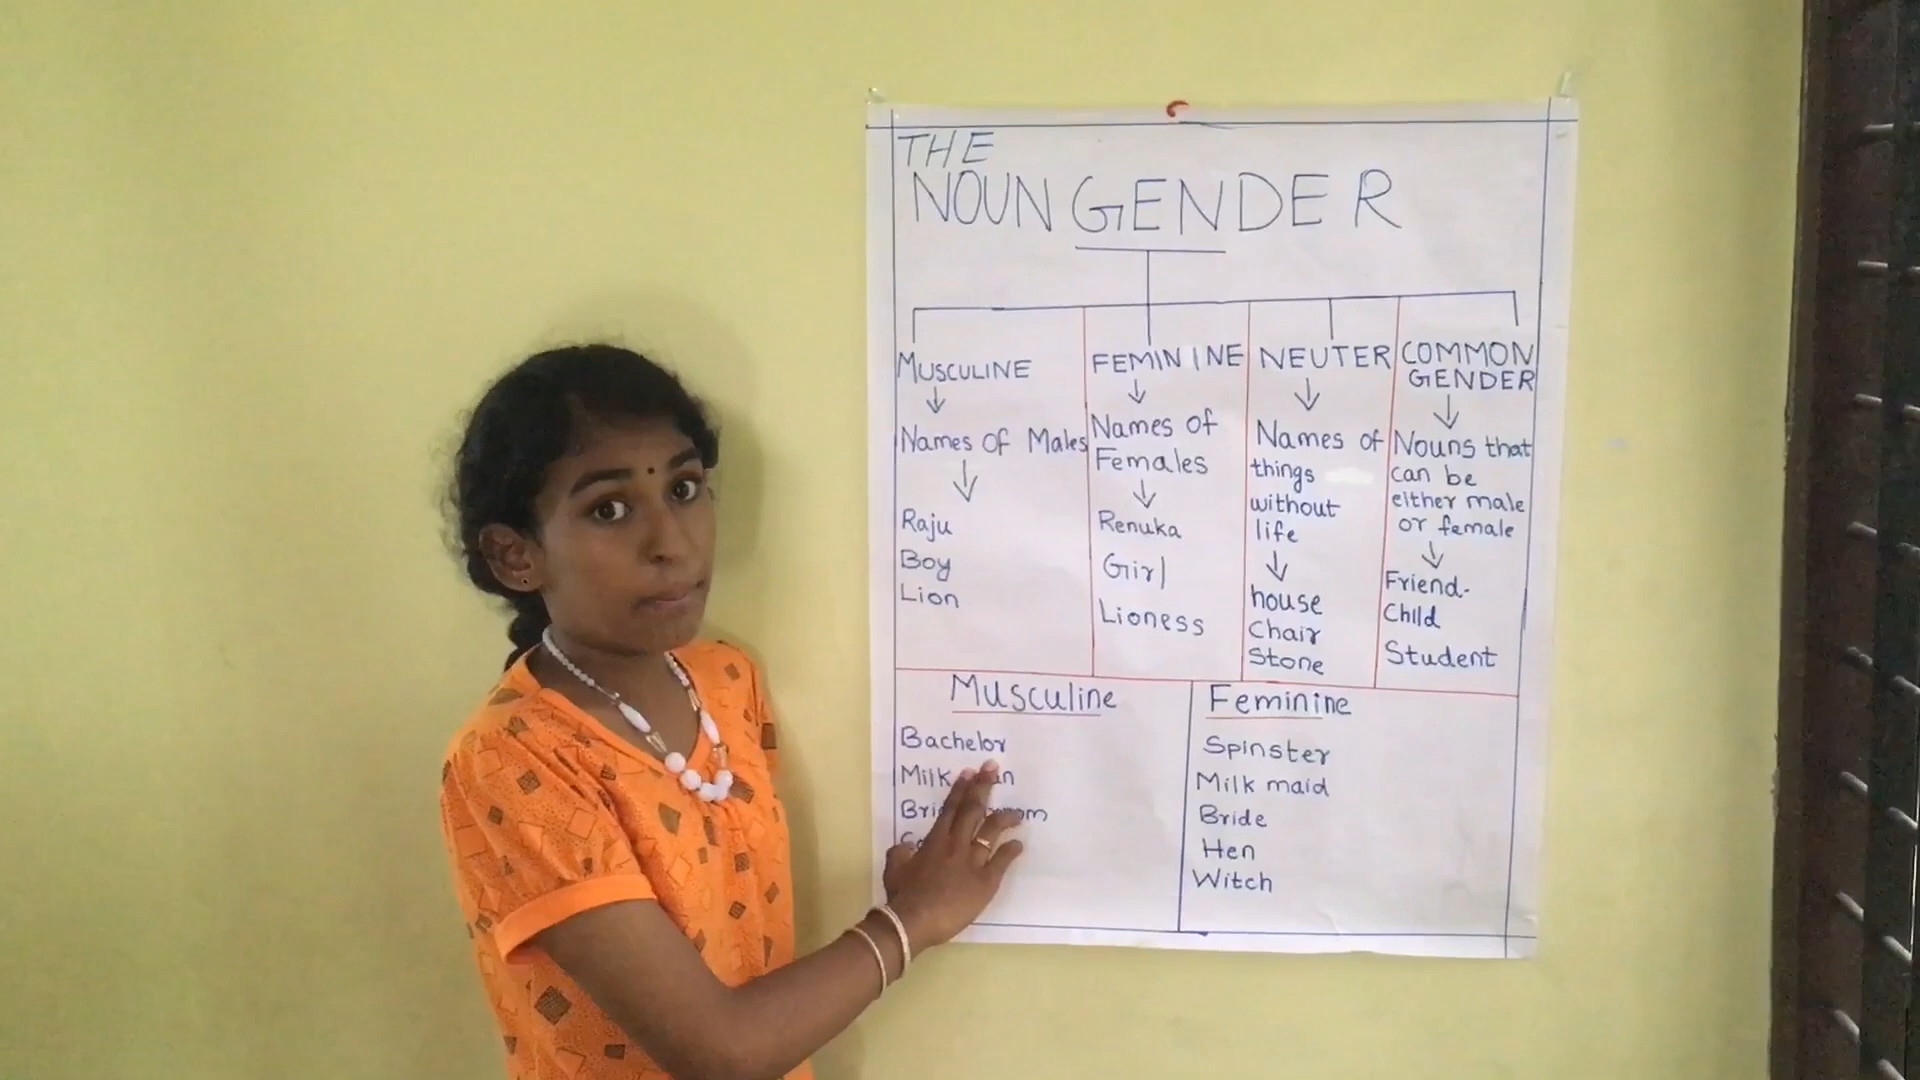 THE
NOUN GENDER
MUSCULINE
Names of Males
Raju
Boy
Lion
FEMININE
Names of
Females
Renuka
Girl
Lioness
NEUTER
Names of
things
without
life
house
Chair
Stone
COMMON
GENDER
Nouns that
can be
either male
or female
Friend-
Child
Student
Musculine
Bachelor
Milk
Feminine
Spinster
Milk maid
Bride
Hen
Witch